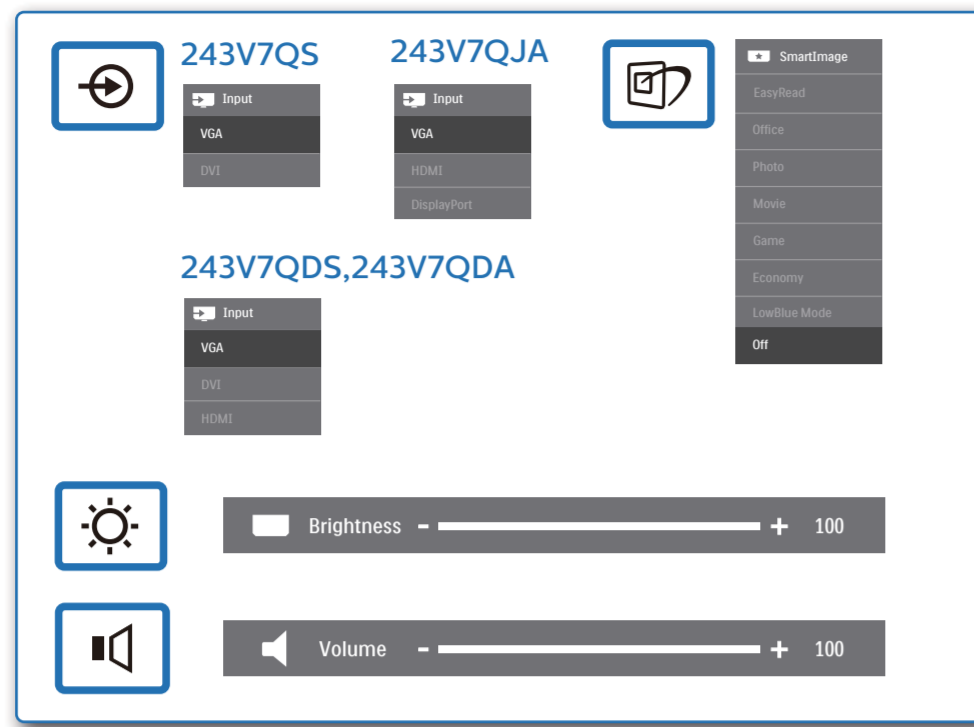 243V7QS
Input
VGA
DVI
243V7QJA
Input
VGA
HDMI
DisplayPort
SmartImage
EasyRead
Office
Photo
Movie
Game
Economy
LowBlue Mode
Off
243V7QDS,243V7QDA
Input
VGA
DVI
HDMI
Brightness - + 100
Volume - + 100